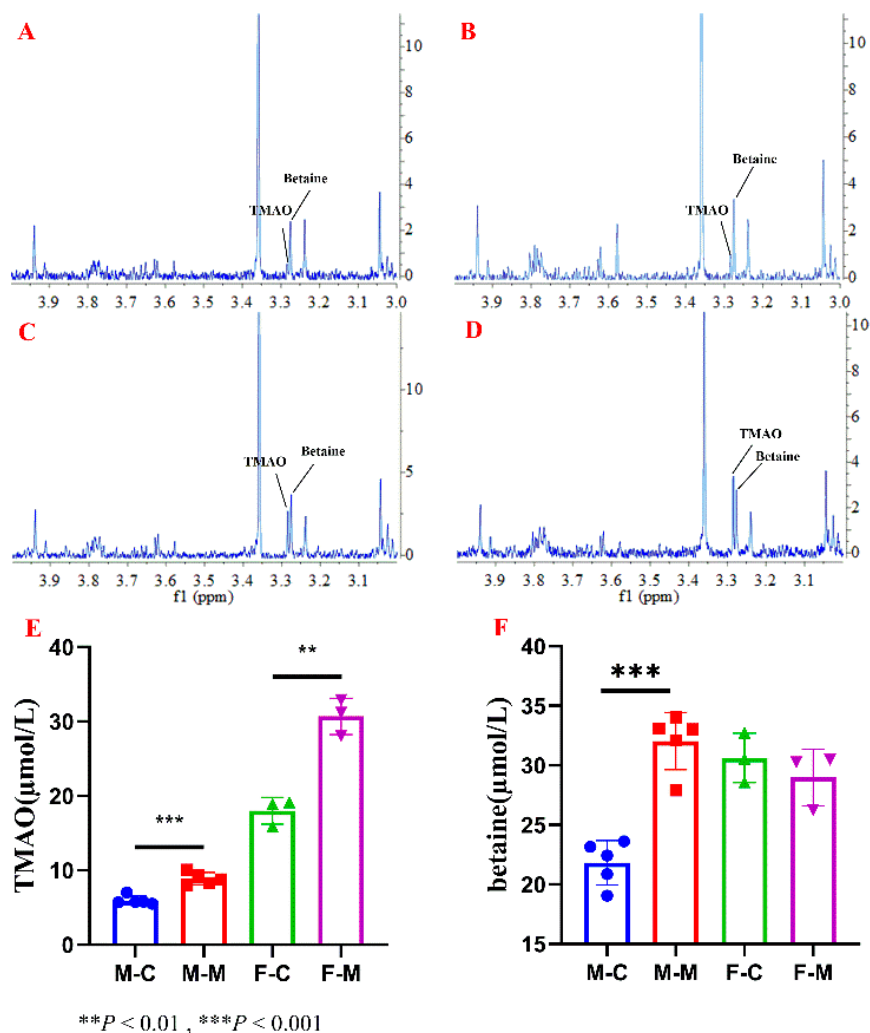 A
10
8
6
4
2
0
Betaine
TMAO
3.9 3.8 3.7 3.6 3.5 3.4 3.3 3.2 3.1 3.0
B
10
8
6
4
2
0
Betaine
TMAO
3.9 3.8 3.7 3.6 3.5 3.4 3.3 3.2 3.1 3.0
C
10
5
0
TMAO
Betaine
3.9 3.8 3.7 3.6 3.5 3.4 3.3 3.2 3.1 3.0
f1 (ppm)
D
10
8
6
4
2
0
TMAO
Betaine
3.9 3.8 3.7 3.6 3.5 3.4 3.3 3.2 3.1
f1 (ppm)
E
TMAO(μmol/L)
40
30
20
10
0
***
**
M-C M-M F-C F-M
F
betaine(μmol/L)
40
35
30
25
20
15
***
M-C M-M F-C F-M
**P < 0.01 , ***P < 0.001